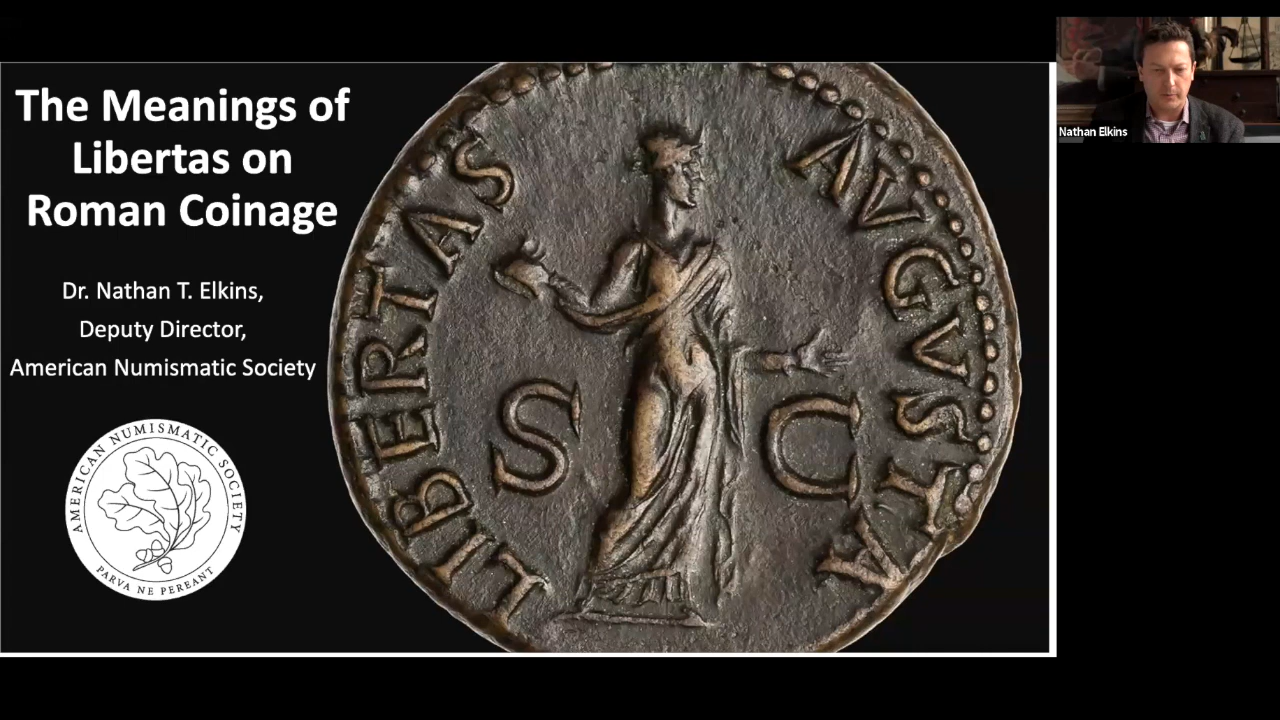 The Meanings of
Libertas on
Roman Coinage
Dr. Nathan T. Elkins,
Deputy Director,
American Numismatic Society
AMERICAN NUMISMATIC SOCIETY
PARVA NE PEREANT
LIBERTAS AVGVSTA
S C
Nathan Elkins